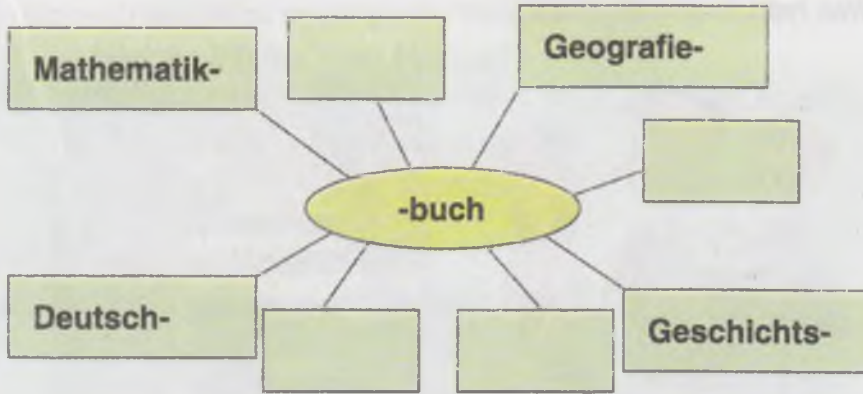 Mathematik-
Geografie-
-buch
Deutsch-
Geschichts-